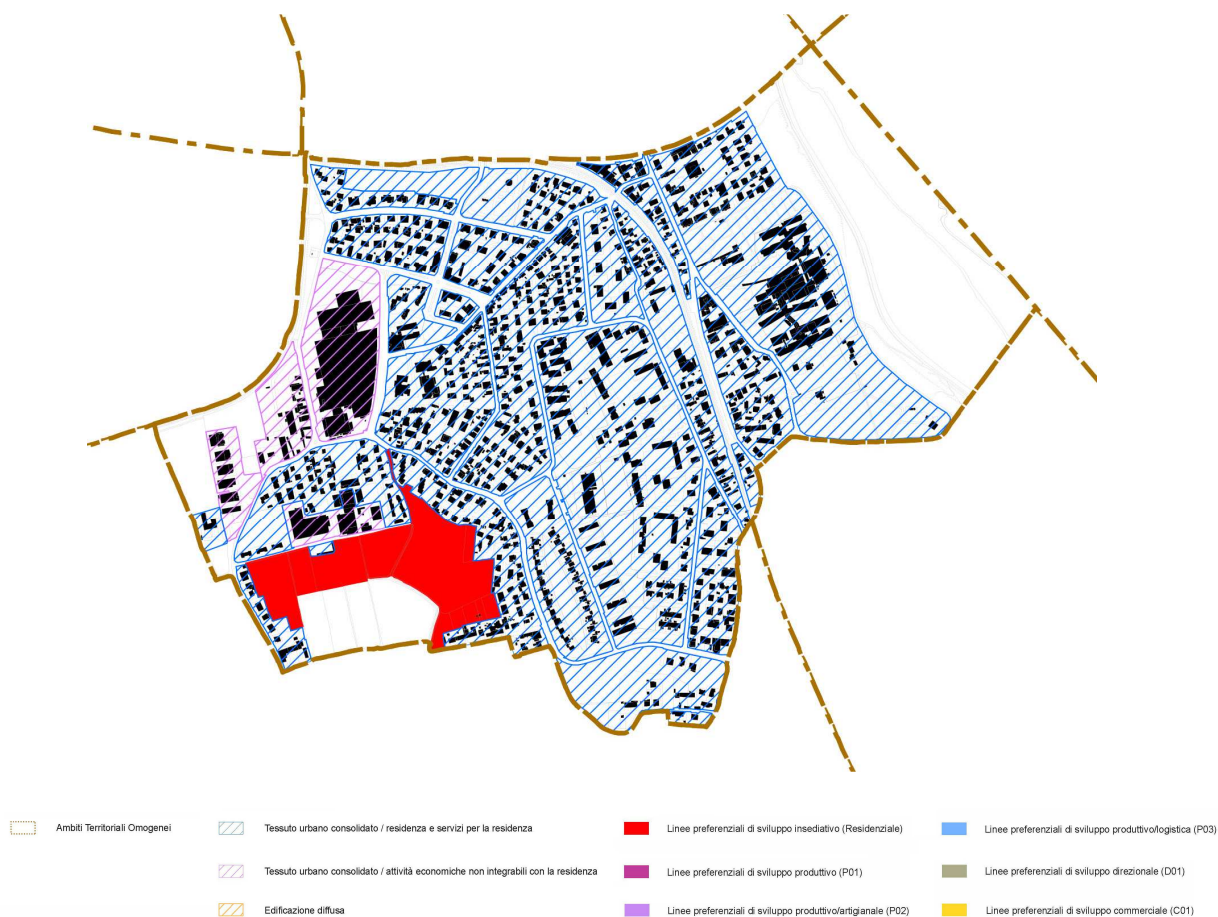 Ambiti Territoriali Omogenei
Tessuto urbano consolidato / residenza e servizi per la residenza
Linee preferenziali di sviluppo insediativo (Residenziale)
Linee preferenziali di sviluppo produttivo/logistica (P03)
Tessuto urbano consolidato / attività economiche non integrabili con la residenza
Linee preferenziali di sviluppo produttivo (P01)
Linee preferenziali di sviluppo direzionale (D01)
Edificazione diffusa
Linee preferenziali di sviluppo produttivo/artigianale (P02)
Linee preferenziali di sviluppo commerciale (C01)